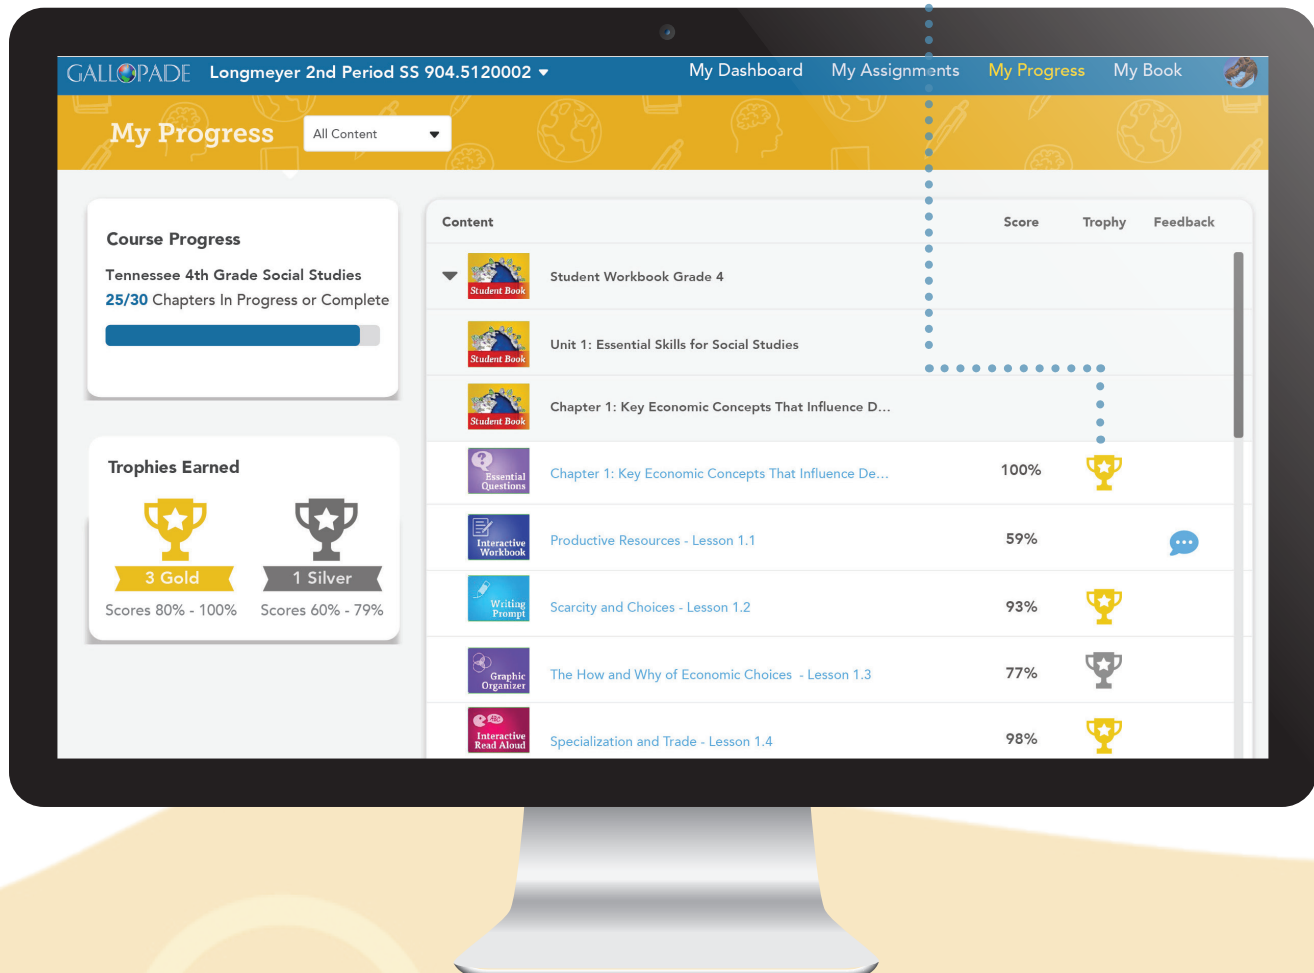 GALLOPADE Longmeyer 2nd Period SS 904.5120002 My Dashboard My Assignments My Progress My Book
My Progress All Content
Course Progress
Tennessee 4th Grade Social Studies
25/30 Chapters In Progress or Complete
Trophies Earned
3 Gold 1 Silver
Scores 80% - 100% Scores 60% - 79%
Content Score Trophy Feedback
Student Book Student Workbook Grade 4
Student Book Unit 1: Essential Skills for Social Studies
Student Book Chapter 1: Key Economic Concepts That Influence D...
Essential
Questions
Chapter 1: Key Economic Concepts That Influence De... 100%
Interactive
Workbook
Productive Resources - Lesson 1.1 59%
Writing
Prompt
Scarcity and Choices - Lesson 1.2 93%
Graphic
Organizer
The How and Why of Economic Choices - Lesson 1.3 77%
ABC
Interactive
Read Aloud
Specialization and Trade - Lesson 1.4 98%